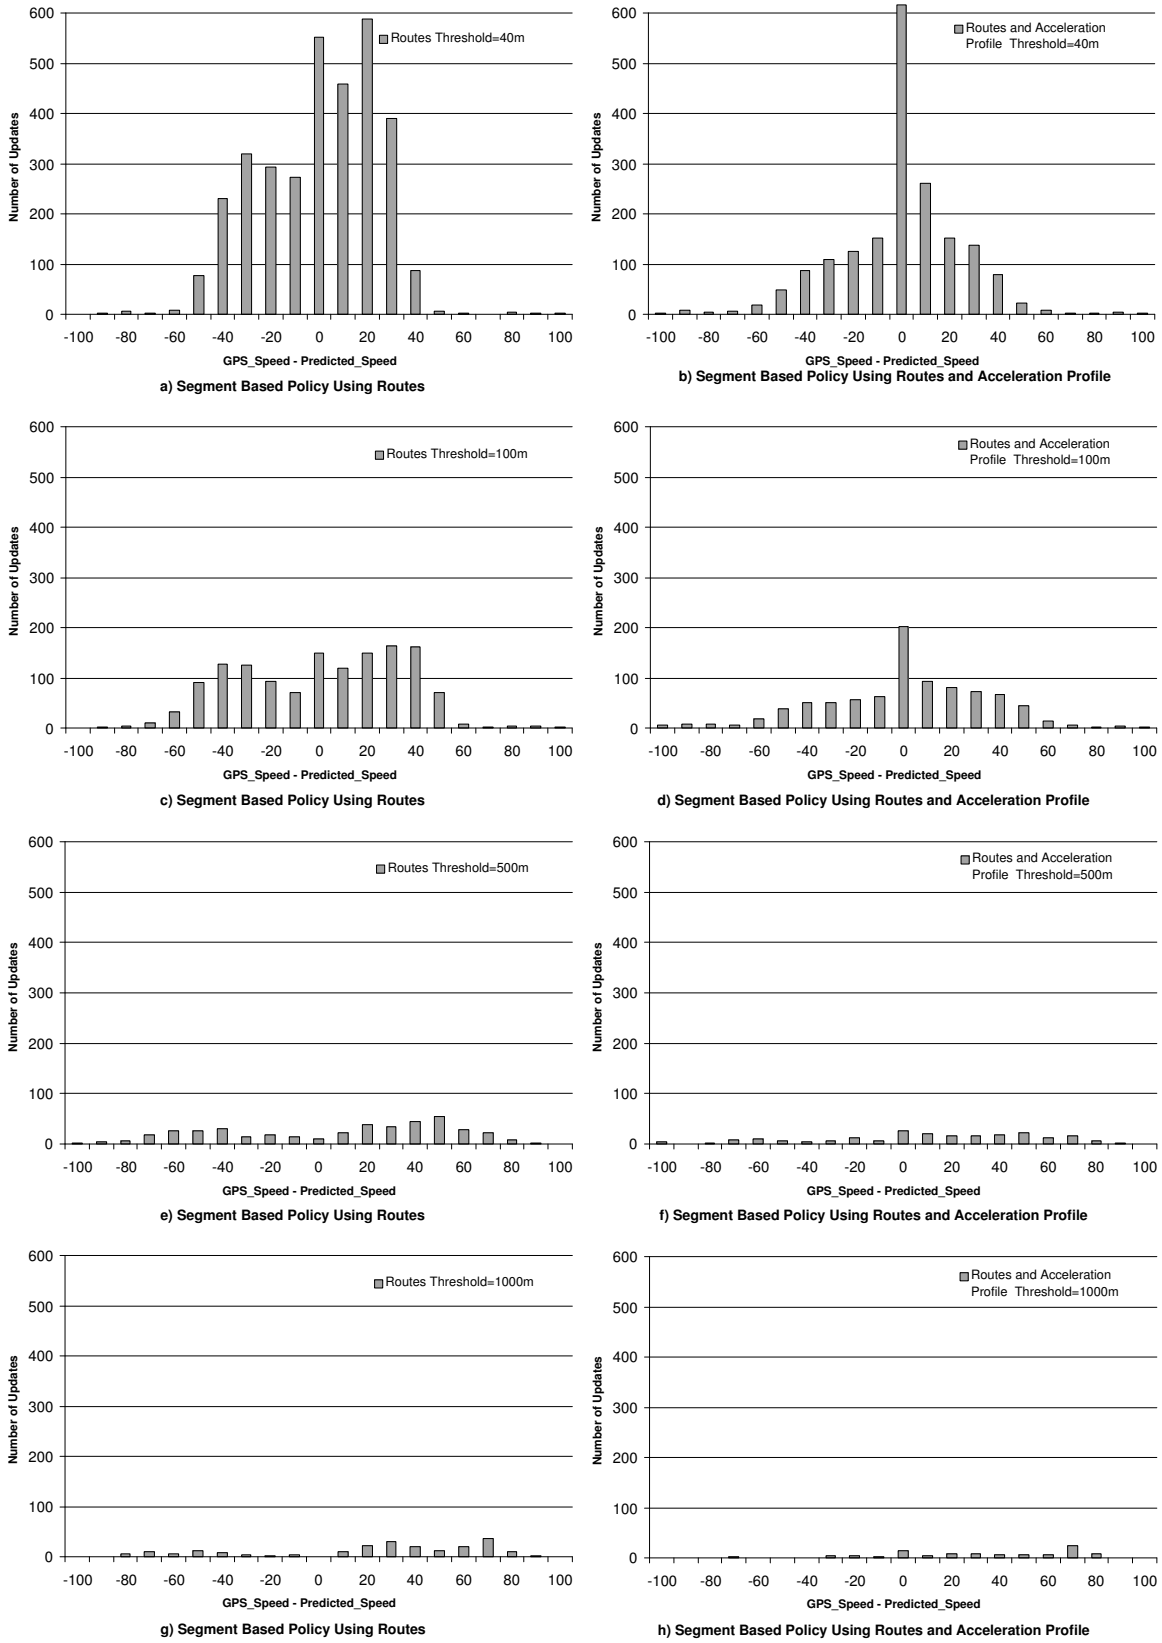 600
500
400
300
200
100
0
Number of Updates
Routes Threshold=40m
-100 -80 -60 -40 -20 0 20 40 60 80 100
GPS_Speed - Predicted_Speed
a) Segment Based Policy Using Routes
600
500
400
300
200
100
0
Number of Updates
Routes and Acceleration
Profile Threshold=40m
-100 -80 -60 -40 -20 0 20 40 60 80 100
GPS_Speed - Predicted_Speed
b) Segment Based Policy Using Routes and Acceleration Profile
600
500
400
300
200
100
0
Number of Updates
Routes Threshold=100m
-100 -80 -60 -40 -20 0 20 40 60 80 100
GPS_Speed - Predicted_Speed
c) Segment Based Policy Using Routes
600
500
400
300
200
100
0
Number of Updates
Routes and Acceleration
Profile Threshold=100m
-100 -80 -60 -40 -20 0 20 40 60 80 100
GPS_Speed - Predicted_Speed
d) Segment Based Policy Using Routes and Acceleration Profile
600
500
400
300
200
100
0
Number of Updates
Routes Threshold=500m
-100 -80 -60 -40 -20 0 20 40 60 80 100
GPS_Speed - Predicted_Speed
e) Segment Based Policy Using Routes
600
500
400
300
200
100
0
Number of Updates
Routes and Acceleration
Profile Threshold=500m
-100 -80 -60 -40 -20 0 20 40 60 80 100
GPS_Speed - Predicted_Speed
f) Segment Based Policy Using Routes and Acceleration Profile
600
500
400
300
200
100
0
Number of Updates
Routes Threshold=1000m
-100 -80 -60 -40 -20 0 20 40 60 80 100
GPS_Speed - Predicted_Speed
g) Segment Based Policy Using Routes
600
500
400
300
200
100
0
Number of Updates
Routes and Acceleration
Profile Threshold=1000m
-100 -80 -60 -40 -20 0 20 40 60 80 100
GPS_Speed - Predicted_Speed
h) Segment Based Policy Using Routes and Acceleration Profile